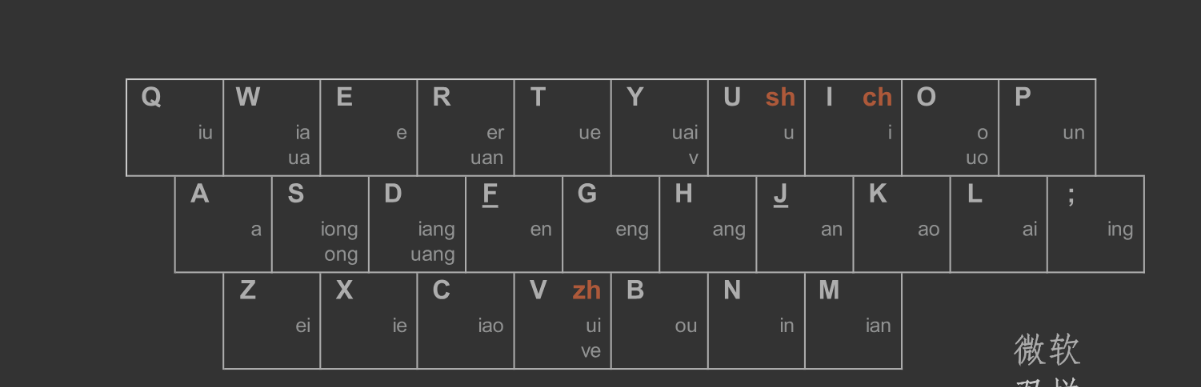 Q W E R T Y U sh I ch O P
iu ia e er ue uai u i o un
ua uan v uo
A S D F G H J K L ;
a iong iang en eng ang an ao ai ing
ong uang
Z X C V zh B N M
ei ie iao ui ou in ian
ve
微软